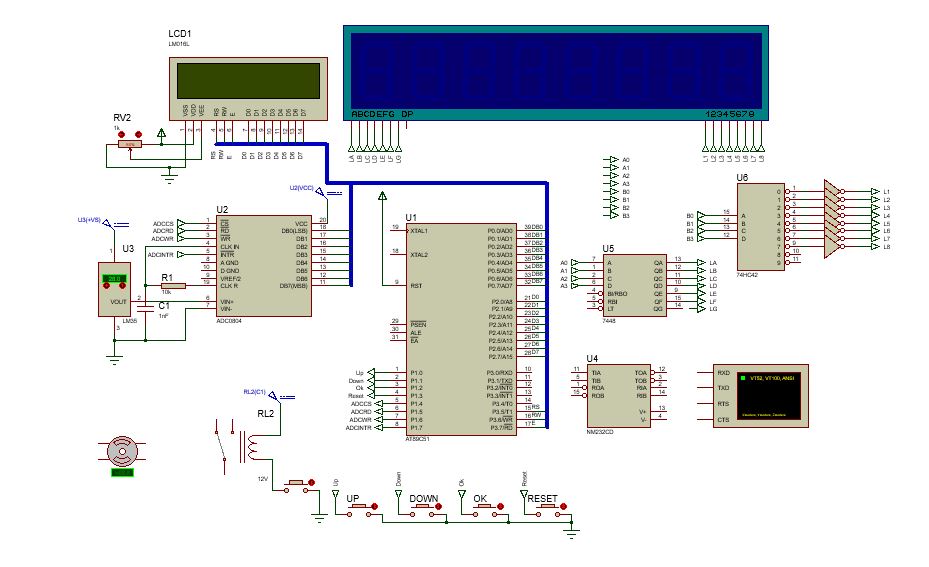 LCD1
LM016L
VSS VDD VEE RS RW E D0 D1 D2 D3 D4 D5 D6 D7
1 2 3 4 5 6 7 8 9 10 11 12 13 14
RS RW E D0 D1 D2 D3 D4 D5 D6 D7
ABCDEFG DP
12345678
LA LB LC LD LE LF LG
L1 L2 L3 L4 L5 L6 L7 L8
RV2
1k
A0
A1
A2
A3
B0
B1
B2
B3
U6
B0 15 A
B1 14 B
B2 13 C
B3 12 D
0 1 L1
1 2 L2
2 3 L3
3 4 L4
4 5 L5
5 6 L6
6 7 L7
7 9 L8
8 10
9 11
74HC42
U2(VCC)
U3(+VS)
U2
ADCCS 1 CS
ADCRD 2 RD
ADCWR 3 WR
4 CLK IN
ADCINTR 5 INTR
8 A GND
10 D GND
9 VREF/2
19 CLK R
6 VIN+
7 VIN-
VCC 20
DB0(LSB) 18
DB1 17
DB2 16
DB3 15
DB4 14
DB5 13
DB6 12
DB7(MSB) 11
ADC0804
U3
1
VOUT 2
3
LM35
R1
10k
C1
1nF
U1
19 XTAL1
18 XTAL2
9 RST
29 PSEN
30 ALE
31 EA
Up 1 P1.0
Down 2 P1.1
Ok 3 P1.2
Reset 4 P1.3
ADCCS 5 P1.4
ADCRD 6 P1.5
ADCWR 7 P1.6
ADCINTR 8 P1.7
P0.0/AD0 39 DB0
P0.1/AD1 38 DB1
P0.2/AD2 37 DB2
P0.3/AD3 36 DB3
P0.4/AD4 35 DB4
P0.5/AD5 34 DB5
P0.6/AD6 33 DB6
P0.7/AD7 32 DB7
P2.0/A8 21 D0
P2.1/A9 22 D1
P2.2/A10 23 D2
P2.3/A11 24 D3
P2.4/A12 25 D4
P2.5/A13 26 D5
P2.6/A14 27 D6
P2.7/A15 28 D7
P3.0/RXD 10
P3.1/TXD 11
P3.2/INT0 12
P3.3/INT1 13
P3.4/T0 14
P3.5/T1 15 RS
P3.6/WR 16 RW
P3.7/RD 17 E
AT89C51
U5
A0 7 A
A1 1 B
A2 2 C
A3 6 D
4 BI/RBO
5 RBI
3 LT
QA 13 LA
QB 12 LB
QC 11 LC
QD 10 LD
QE 9 LE
QF 15 LF
QG 14 LG
7448
U4
11 T1A
10 T1B
1 ROA
15 ROB
TOA 12
TOB 2
RIA 3
RIB 14
V+ 13
V- 4
NM232CD
RXD
TXD
RTS
CTS
VT52, VT100, ANSI
RL2(C1)
RL2
12V
Up
Down
Ok
Reset
UP
DOWN
OK
RESET